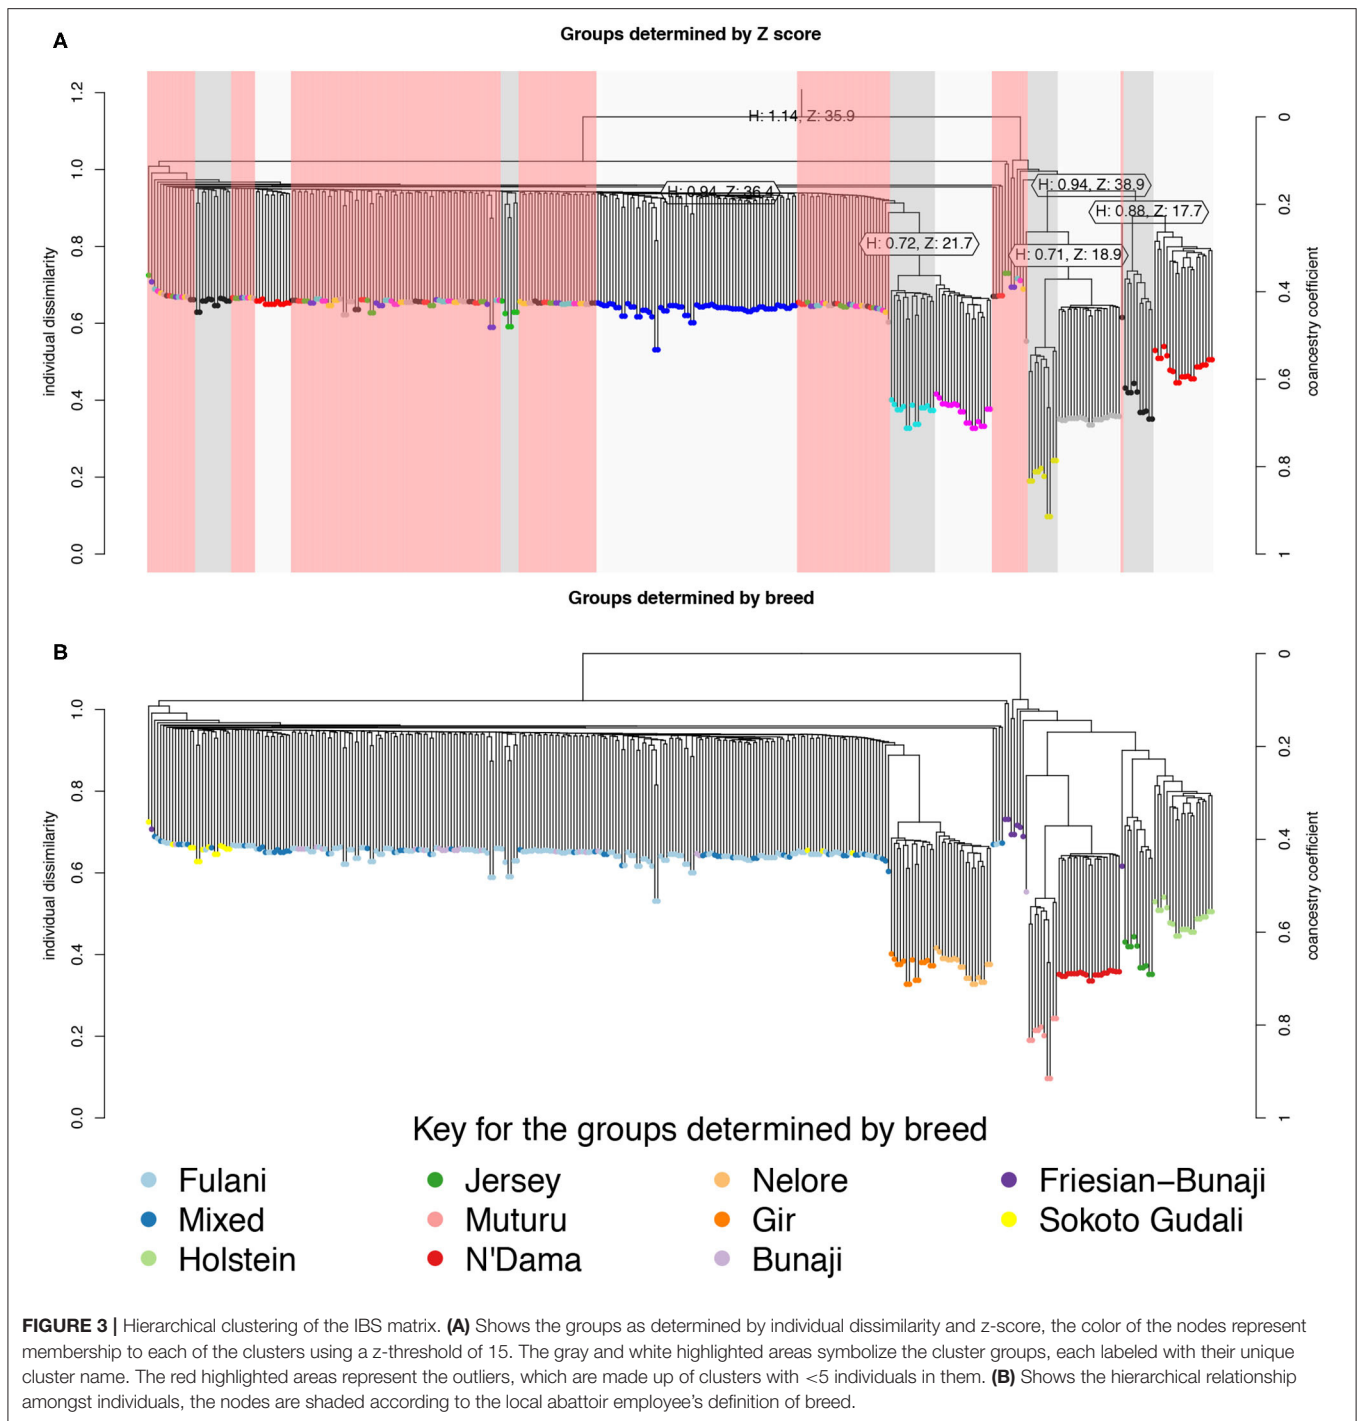 Groups determined by Z score
A
1.2
1.0
0.8
0.6
0.4
0.2
0.0
individual dissimilarity
H: 1.14, Z: 35.9
H: 0.94, Z: 36.4
H: 0.94, Z: 38.9
H: 0.88, Z: 17.7
H: 0.72, Z: 21.7
H: 0.71, Z: 18.9
0
0.2
0.4
0.6
0.8
1
coancestry coefficient
Groups determined by breed
B
1.0
0.8
0.6
0.4
0.2
0.0
individual dissimilarity
0
0.2
0.4
0.6
0.8
1
coancestry coefficient
Key for the groups determined by breed
Fulani
Jersey
Nelore
Friesian–Bunaji
Mixed
Muturu
Gir
Sokoto Gudali
Holstein
N'Dama
Bunaji
FIGURE 3 | Hierarchical clustering of the IBS matrix. (A) Shows the groups as determined by individual dissimilarity and z-score, the color of the nodes represent
membership to each of the clusters using a z-threshold of 15. The gray and white highlighted areas symbolize the cluster groups, each labeled with their unique
cluster name. The red highlighted areas represent the outliers, which are made up of clusters with <5 individuals in them. (B) Shows the hierarchical relationship
amongst individuals, the nodes are shaded according to the local abattoir employee's definition of breed.